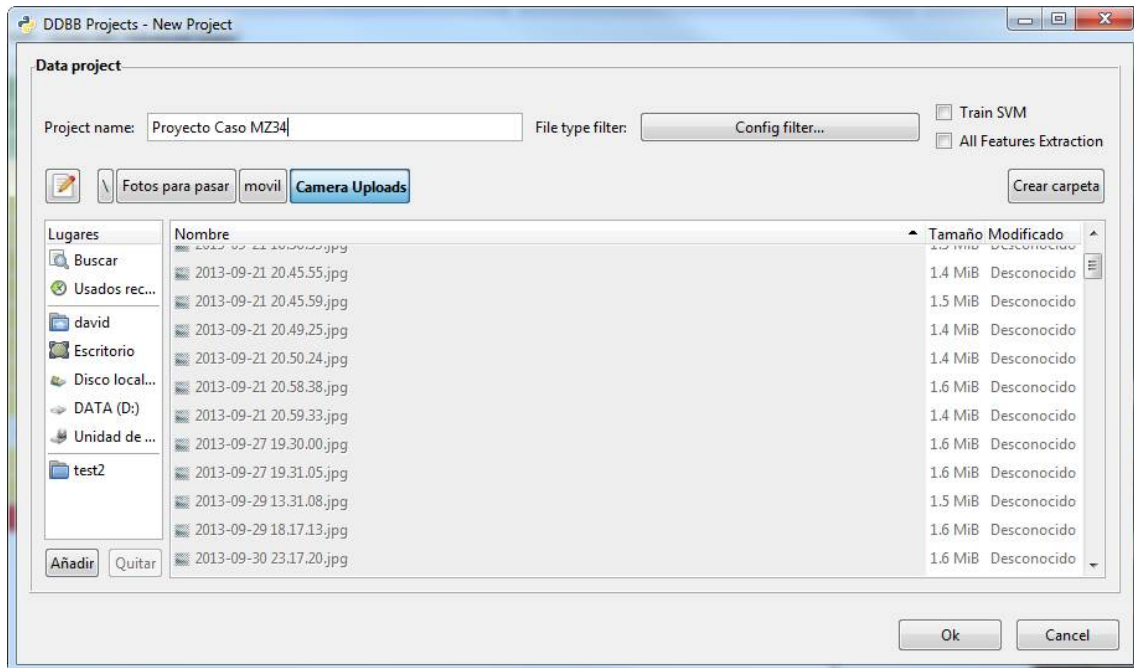 DDBB Projects - New Project
Data project
Project name: Proyecto Caso MZ34 File type filter: Config filter... Train SVM
All Features Extraction
\ Fotos para pasar movil Camera Uploads Crear carpeta
Lugares Nombre Tamaño Modificado
Buscar
Usados rec...
david
Escritorio
Disco local...
DATA (D:)
Unidad de ...
test2
2013-09-21 20.45.55.jpg 1.4 MiB Desconocido
2013-09-21 20.45.59.jpg 1.5 MiB Desconocido
2013-09-21 20.49.25.jpg 1.4 MiB Desconocido
2013-09-21 20.50.24.jpg 1.4 MiB Desconocido
2013-09-21 20.58.38.jpg 1.6 MiB Desconocido
2013-09-21 20.59.33.jpg 1.4 MiB Desconocido
2013-09-27 19.30.00.jpg 1.6 MiB Desconocido
2013-09-27 19.31.05.jpg 1.6 MiB Desconocido
2013-09-29 13.31.08.jpg 1.5 MiB Desconocido
2013-09-29 18.17.13.jpg 1.6 MiB Desconocido
2013-09-30 23.17.20.jpg 1.6 MiB Desconocido
Añadir Quitar
Ok Cancel